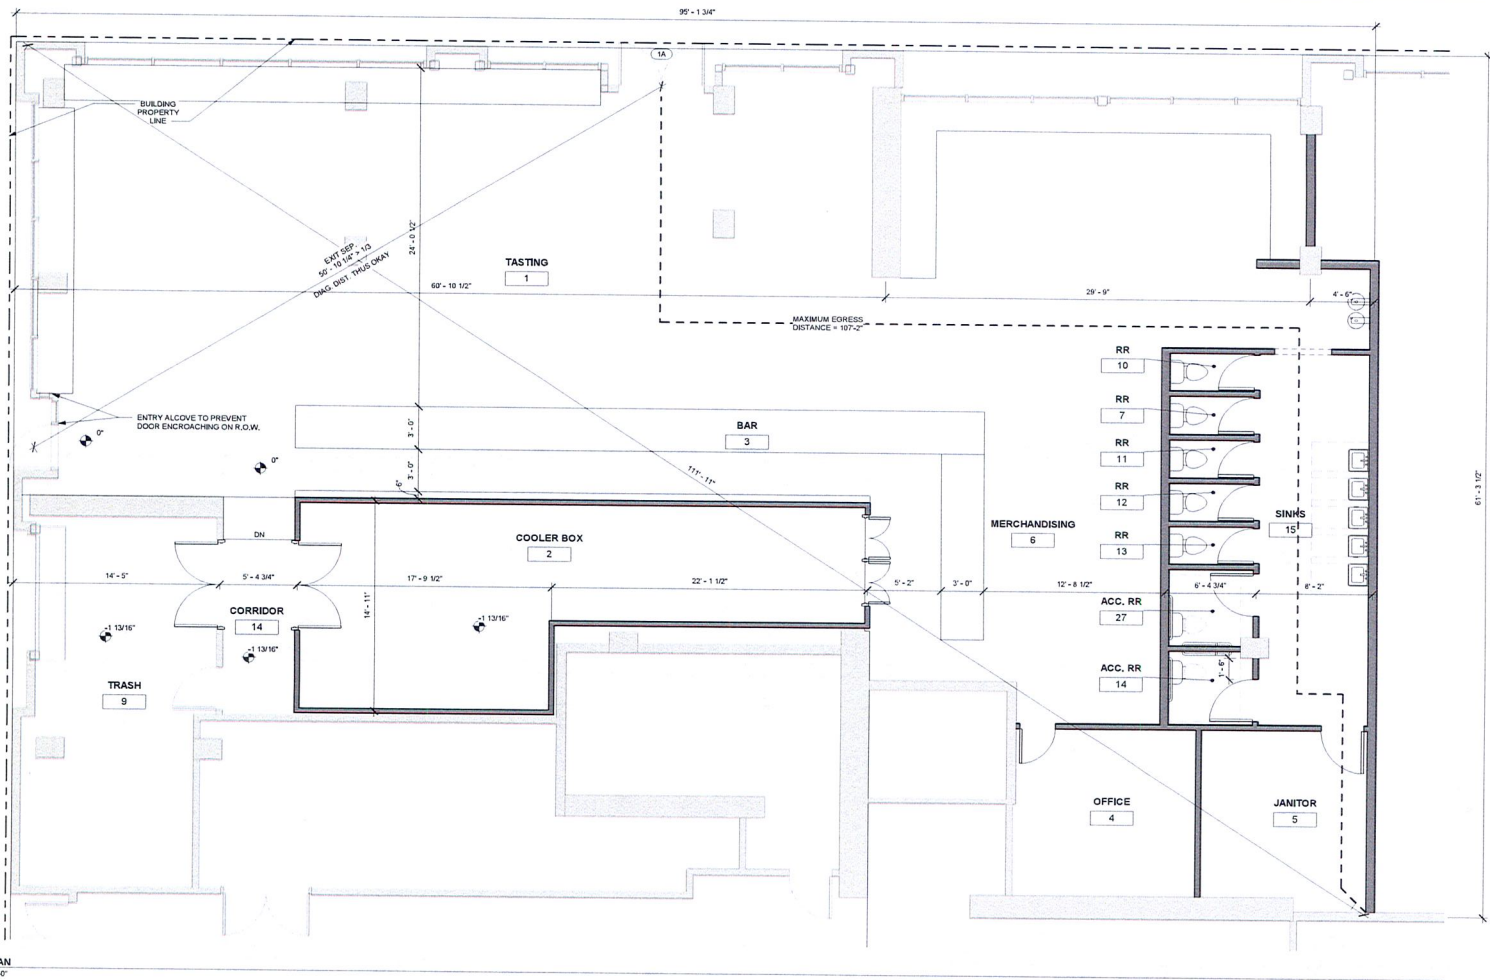 95' - 1 3/4"
1A
BUILDING
PROPERTY
LINE
24' - 0 1/2"
EXIT SEP.
50' - 10 1/4" > 1/3
DIAG. DIST. THUS OKAY
TASTING
1
60' - 10 1/2"
29' - 9"
4' - 6"
MAXIMUM EGRESS
DISTANCE = 107'-2"
RR
10
RR
7
RR
11
RR
12
RR
13
ACC. RR
27
ACC. RR
14
ENTRY ALCOVE TO PREVENT
DOOR ENCROACHING ON R.O.W.
0"
0"
BAR
3
3' - 0"
3' - 0"
6"
111' - 11"
61' - 3 1/2"
SINKS
15
MERCHANDISING
6
COOLER BOX
2
DN
14' - 5"
5' - 4 3/4"
17' - 9 1/2"
22' - 1 1/2"
5' - 2"
3' - 0"
12' - 8 1/2"
6' - 4 3/4"
8' - 2"
14' - 11"
CORRIDOR
14
-1 13/16"
-1 13/16"
-1 13/16"
1' - 6"
TRASH
9
OFFICE
4
JANITOR
5
AN